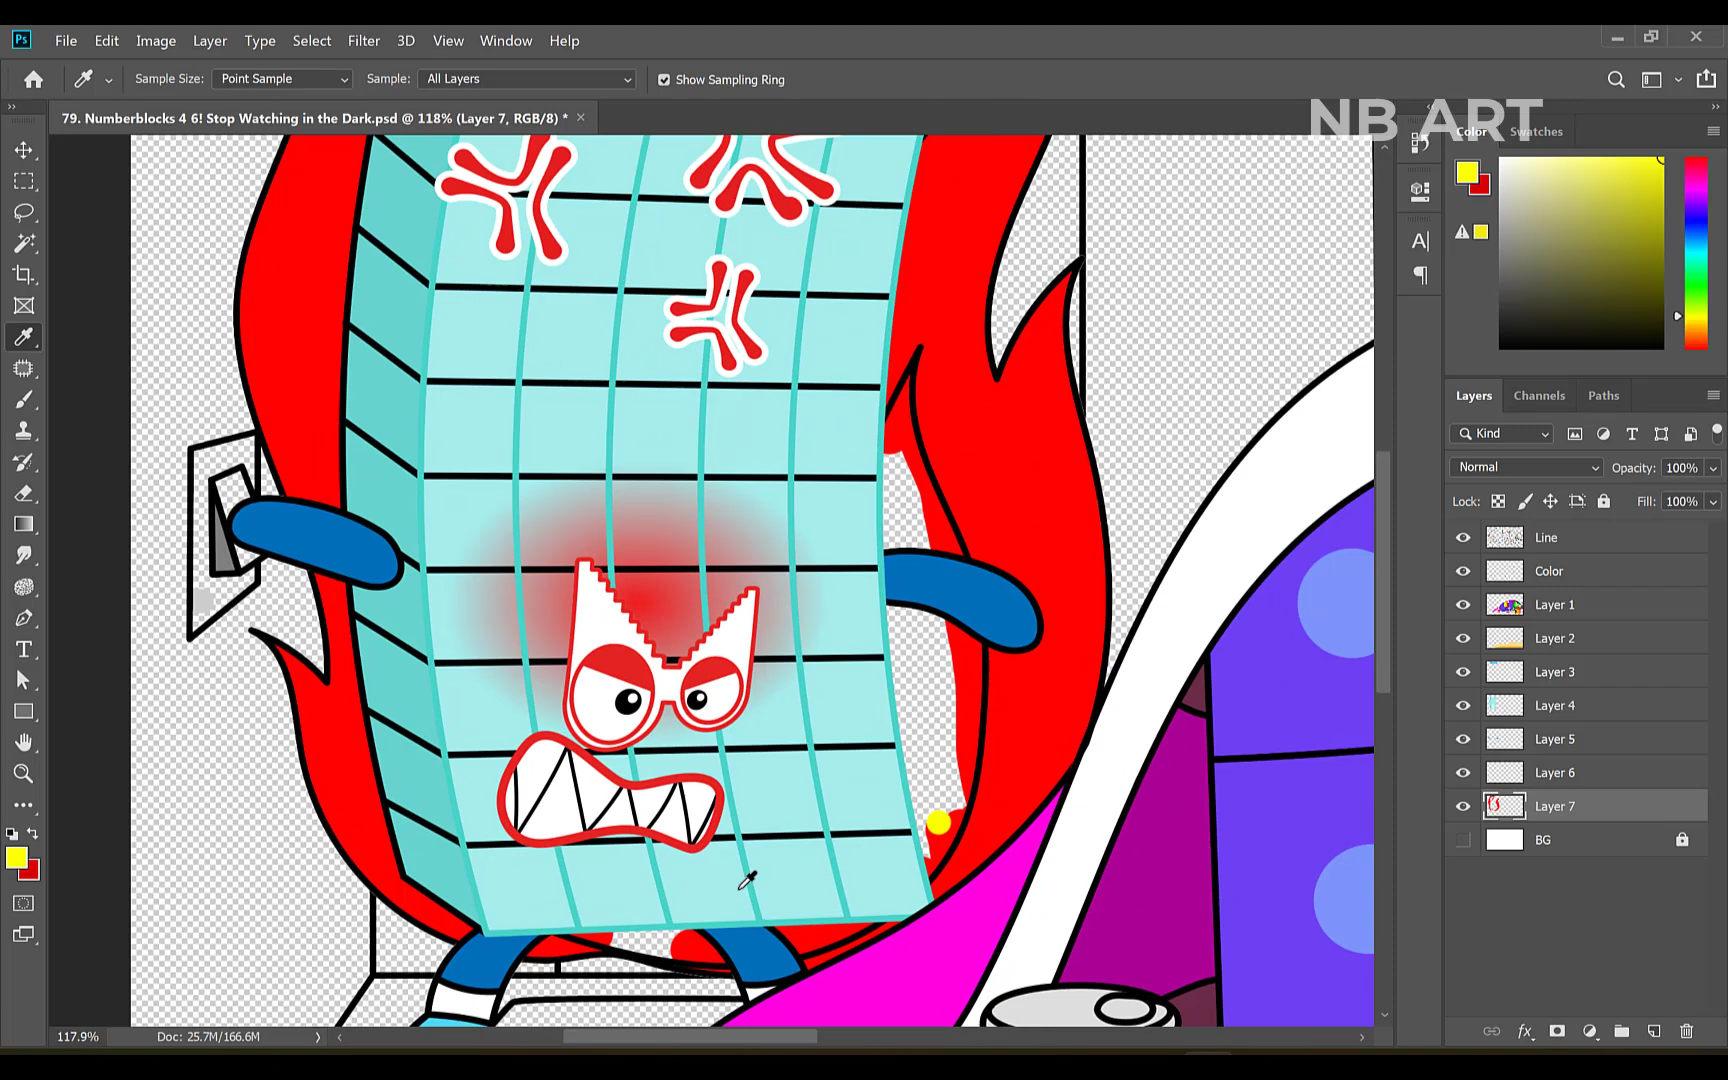 Ps File Edit Image Layer Type Select Filter 3D View Window Help
Sample Size: Point Sample Sample: All Layers Show Sampling Ring
79. Numberblocks 4 6! Stop Watching in the Dark.psd @ 118% (Layer 7, RGB/8) *
NB ART
Color Swatches
Layers Channels Paths
Kind
Normal Opacity: 100%
Lock: Fill: 100%
Line
Color
Layer 1
Layer 2
Layer 3
Layer 4
Layer 5
Layer 6
Layer 7
BG
117.9% Doc: 25.7M/166.6M